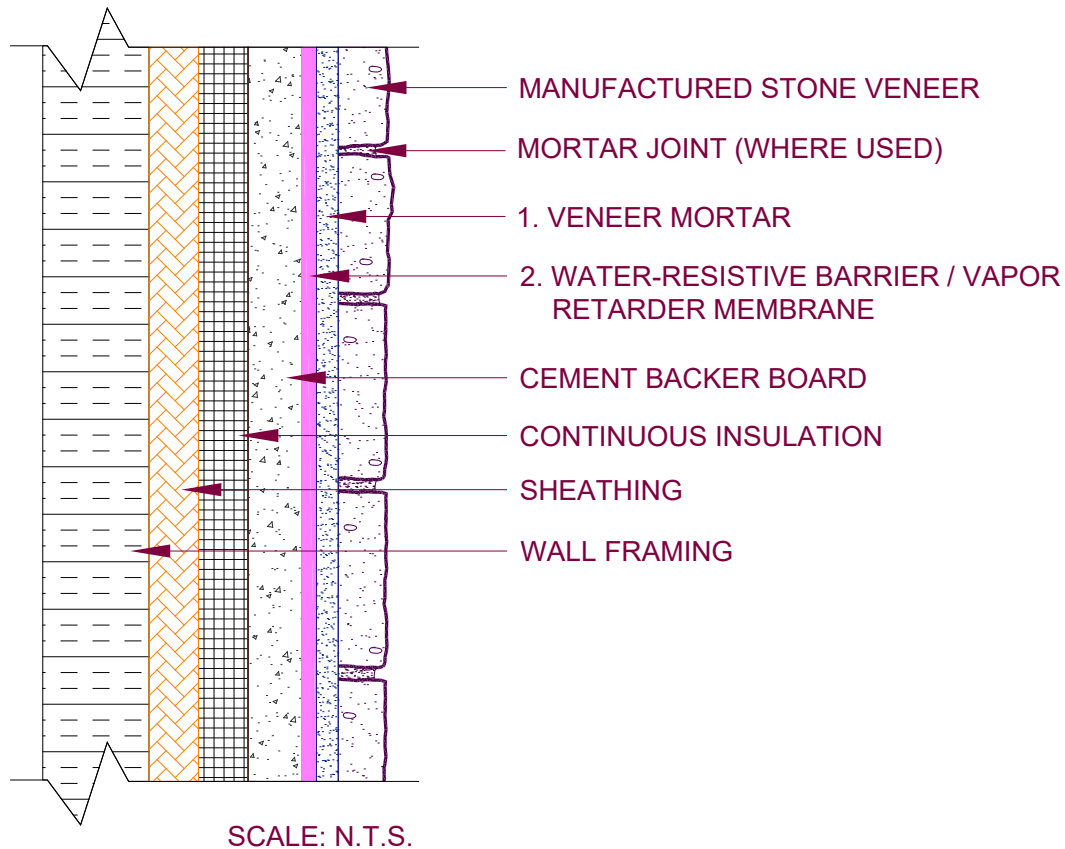 MANUFACTURED STONE VENEER
MORTAR JOINT (WHERE USED)
1. VENEER MORTAR
2. WATER-RESISTIVE BARRIER / VAPOR
RETARDER MEMBRANE
CEMENT BACKER BOARD
CONTINUOUS INSULATION
SHEATHING
WALL FRAMING
SCALE: N.T.S.